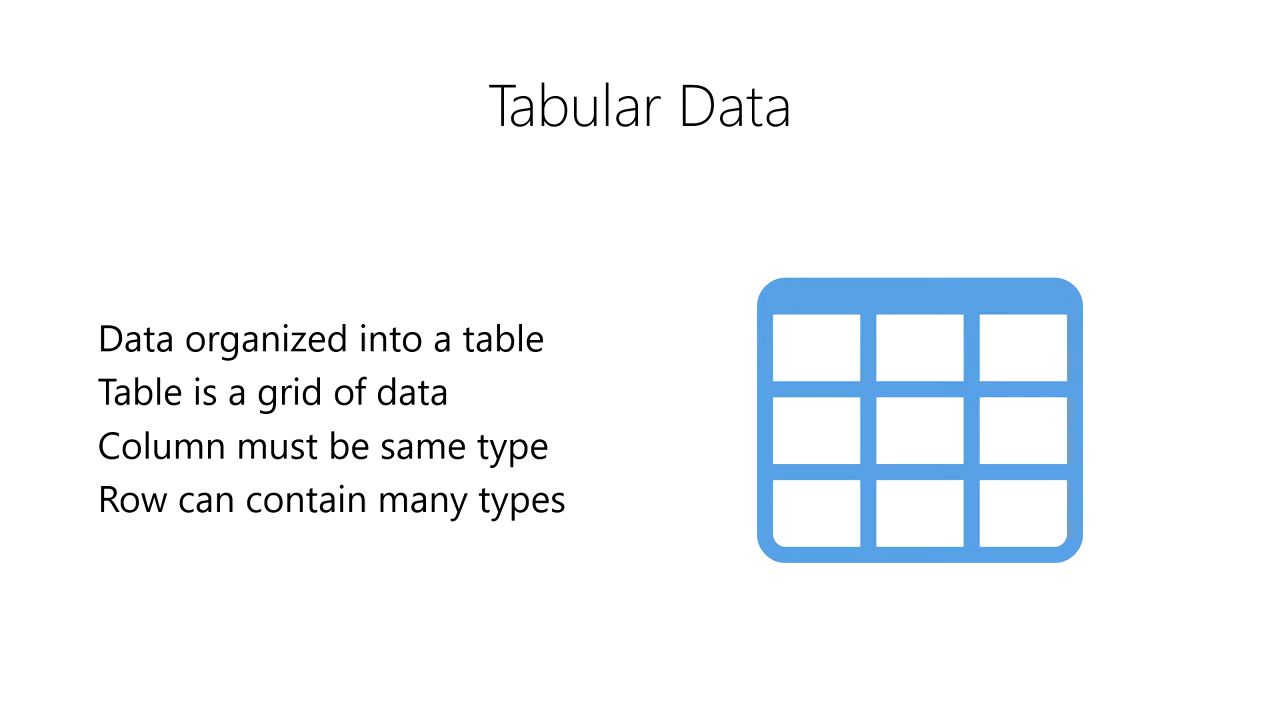 Tabular Data
Data organized into a table
Table is a grid of data
Column must be same type
Row can contain many types